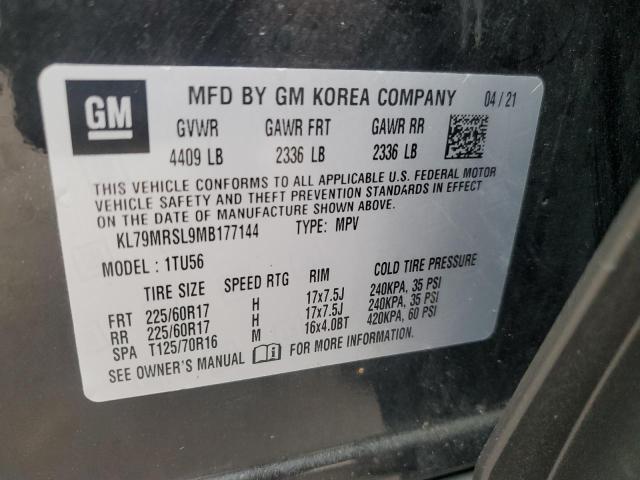 GM
MFD BY GM KOREA COMPANY 04 / 21
GVWR GAWR FRT GAWR RR
4409 LB 2336 LB 2336 LB
THIS VEHICLE CONFORMS TO ALL APPLICABLE U.S. FEDERAL MOTOR
VEHICLE SAFETY AND THEFT PREVENTION STANDARDS IN EFFECT
ON THE DATE OF MANUFACTURE SHOWN ABOVE.
KL79MRSL9MB177144 TYPE: MPV
MODEL : 1TU56
TIRE SIZE SPEED RTG RIM COLD TIRE PRESSURE
FRT 225/60R17 H 17x7.5J 240KPA, 35 PSI
RR 225/60R17 H 17x7.5J 240KPA, 35 PSI
SPA T125/70R16 M 16x4.0BT 420KPA, 60 PSI
SEE OWNER'S MANUAL FOR MORE INFORMATION.